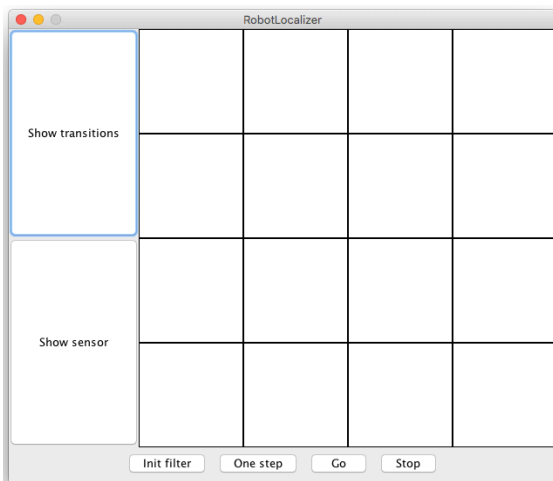 RobotLocalizer
Show transitions
Show sensor
Init filter One step Go Stop